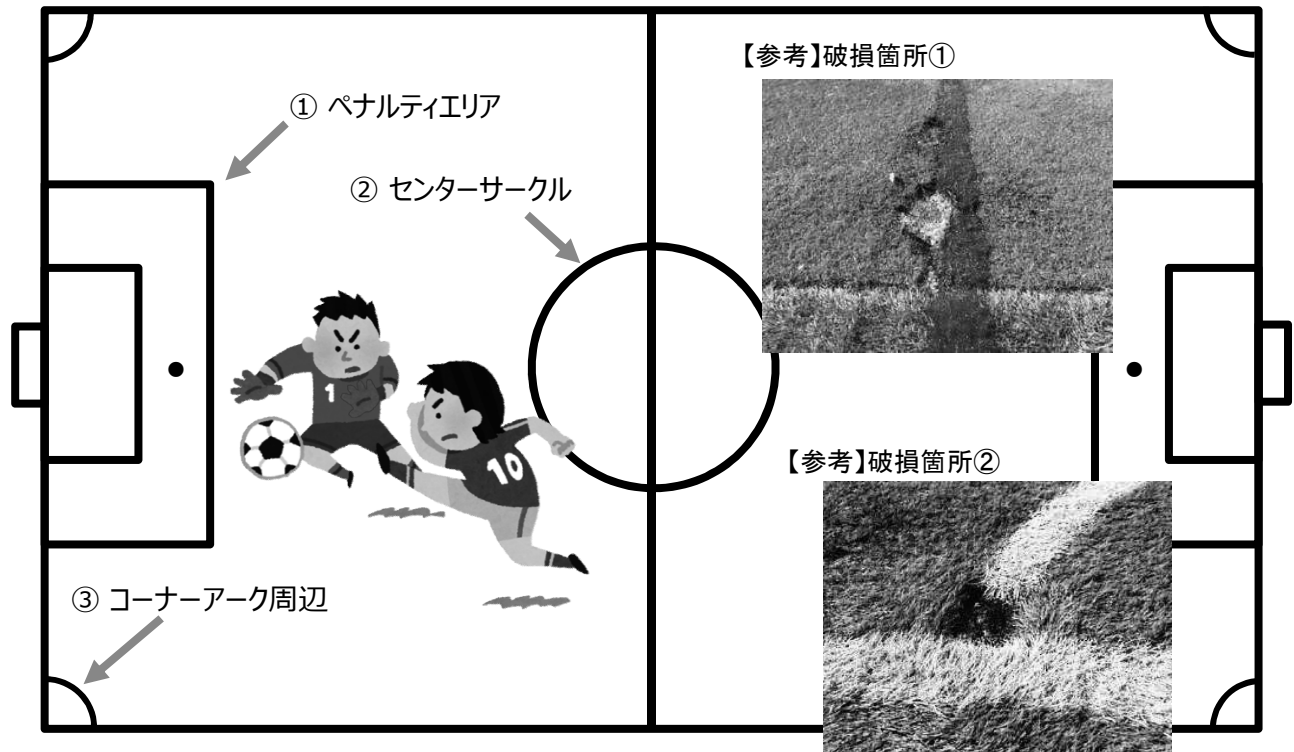 【参考】破損箇所①
① ペナルティエリア
② センターサークル
1
10
【参考】破損箇所②
③ コーナーアーク周辺